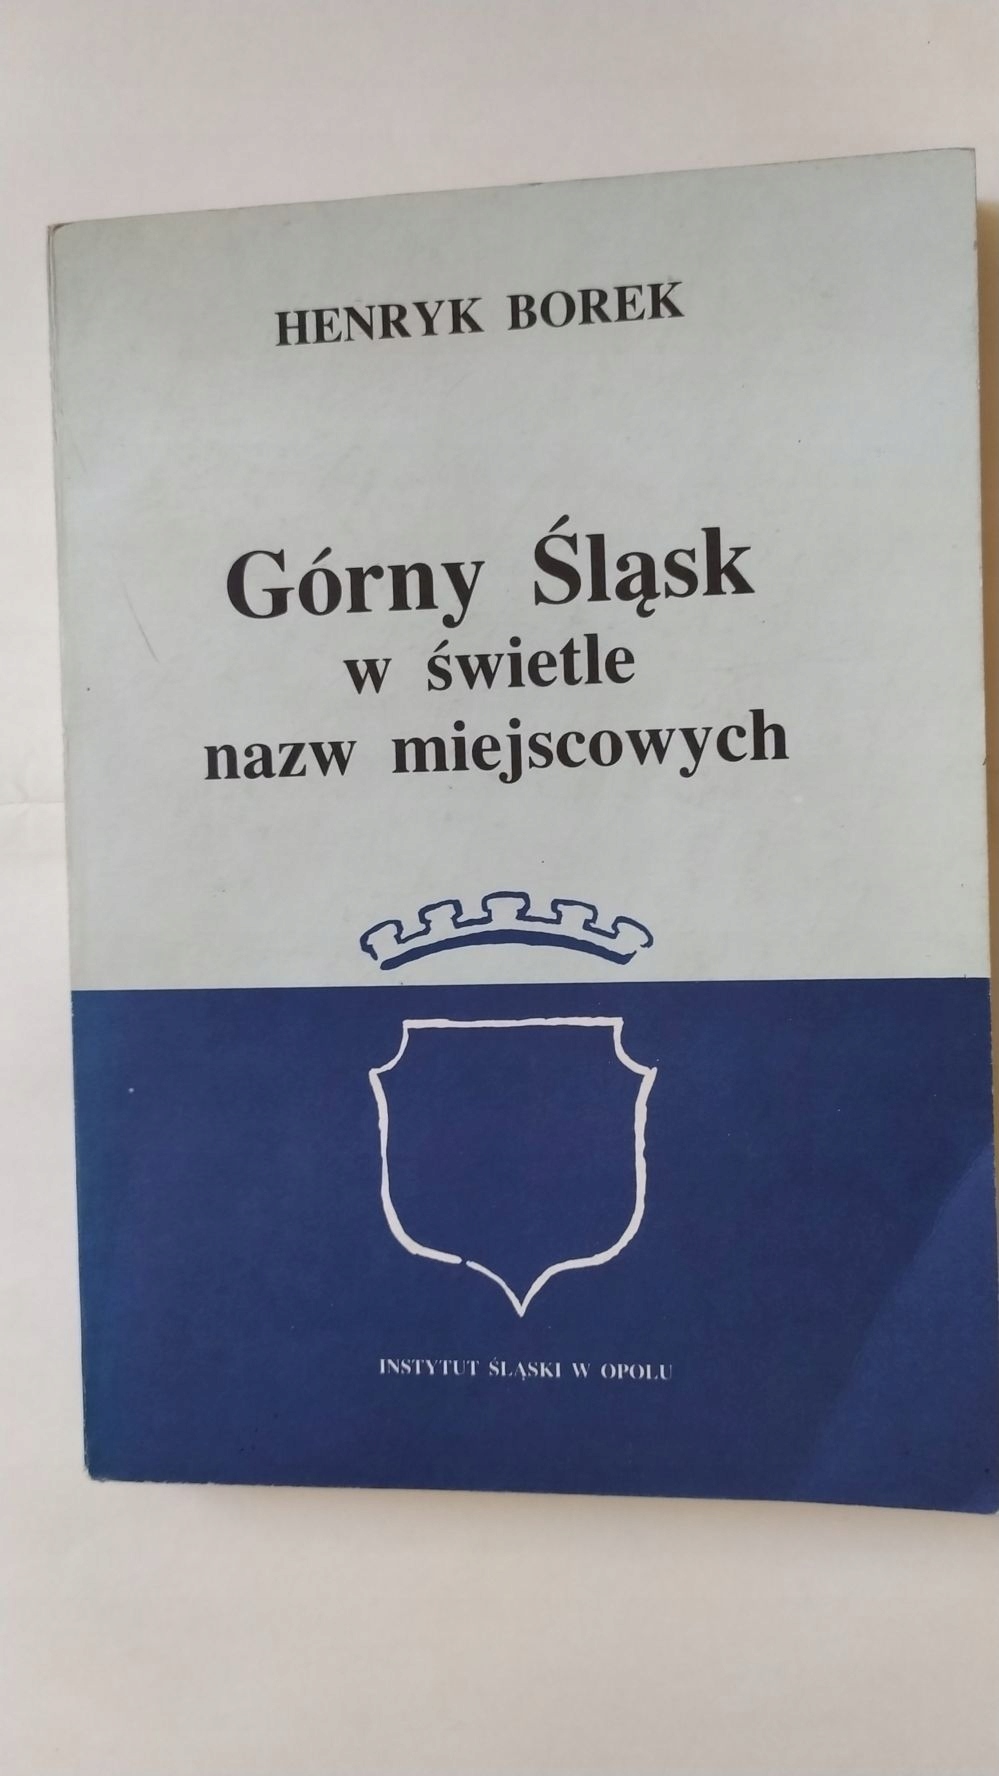 HENRYK BOREK
Górny Śląsk
w świetle
nazw miejscowych
INSTYTUT ŚLĄSKI W OPOLU